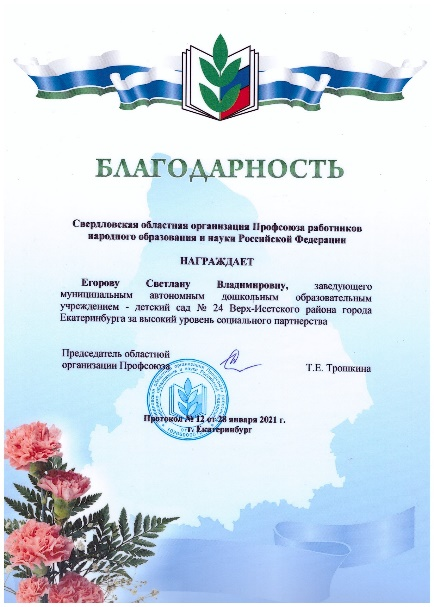 БЛАГОДАРНОСТЬ
Свердловская областная организация Профсоюза работников
народного образования и науки Российской Федерации
НАГРАЖДАЕТ
Егорову Светлану Владимировну, заведующего
муниципальным автономным дошкольным образовательным
учреждением - детский сад № 24 Верх-Исетского района города
Екатеринбурга за высокий уровень социального партнерства
Председатель областной
организации Профсоюза
Т.Е. Трошкина
Протокол № 12 от 28 января 2021 г.
г. Екатеринбург